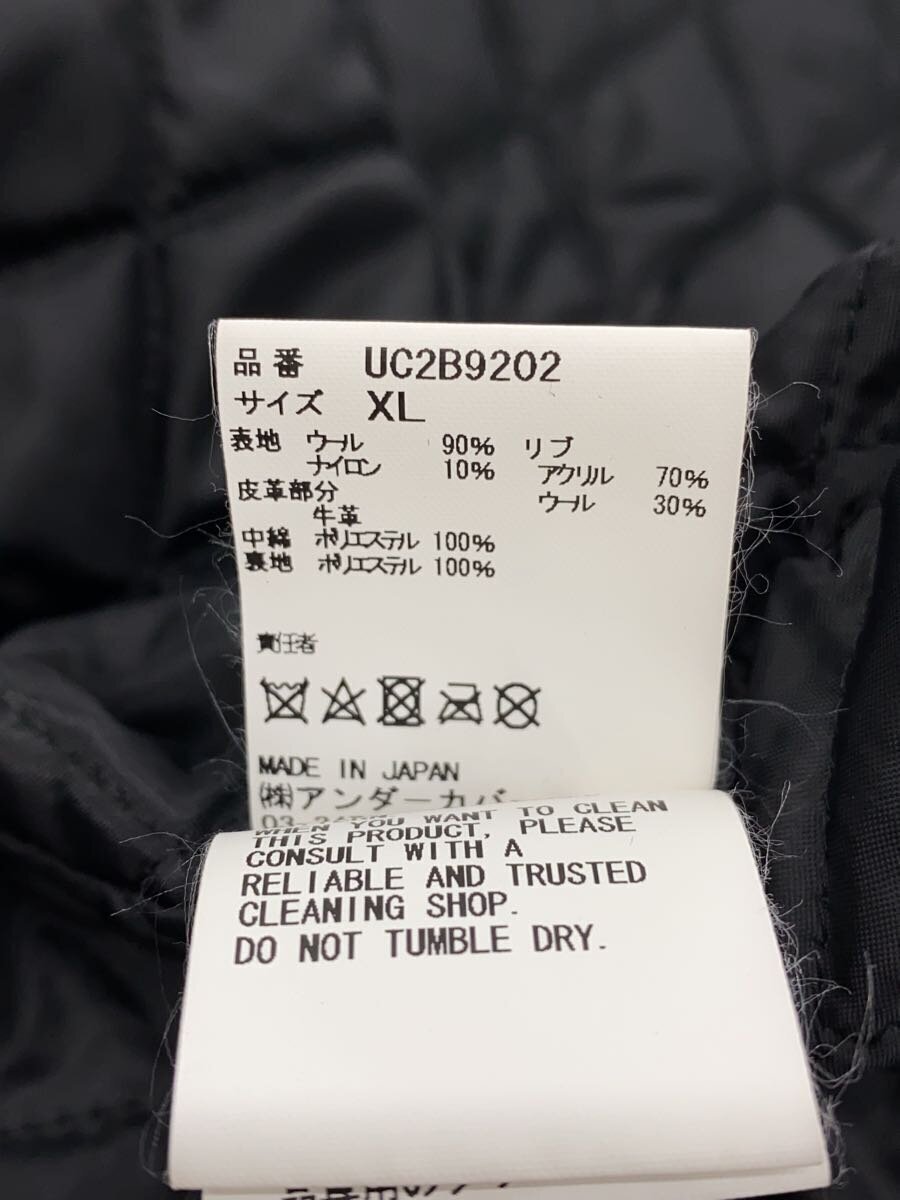 品番 UC2B9202
サイズ XL
表地 ウール 90% リブ
ナイロン 10% アクリル 70%
皮革部分 ウール 30%
牛革
中綿 ポリエステル 100%
裏地 ポリエステル 100%
責任者
MADE IN JAPAN
㈱アンダーカバ
WHEN YOU WANT TO CLEAN
THIS PRODUCT, PLEASE
CONSULT WITH A
RELIABLE AND TRUSTED
CLEANING SHOP.
DO NOT TUMBLE DRY.